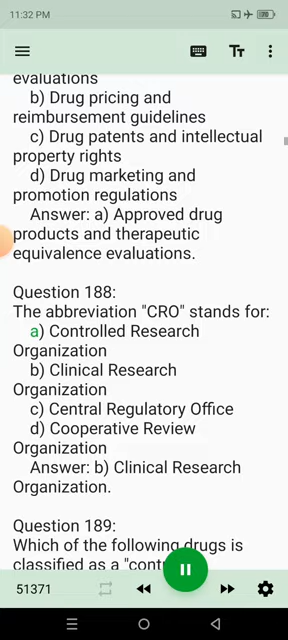 11:32 PM
evaluations
b) Drug pricing and
reimbursement guidelines
c) Drug patents and intellectual
property rights
d) Drug marketing and
promotion regulations
Answer: a) Approved drug
products and therapeutic
equivalence evaluations.
Question 188:
The abbreviation "CRO" stands for:
a) Controlled Research
Organization
b) Clinical Research
Organization
c) Central Regulatory Office
d) Cooperative Review
Organization
Answer: b) Clinical Research
Organization.
Question 189:
Which of the following drugs is
classified as a "cont
51371